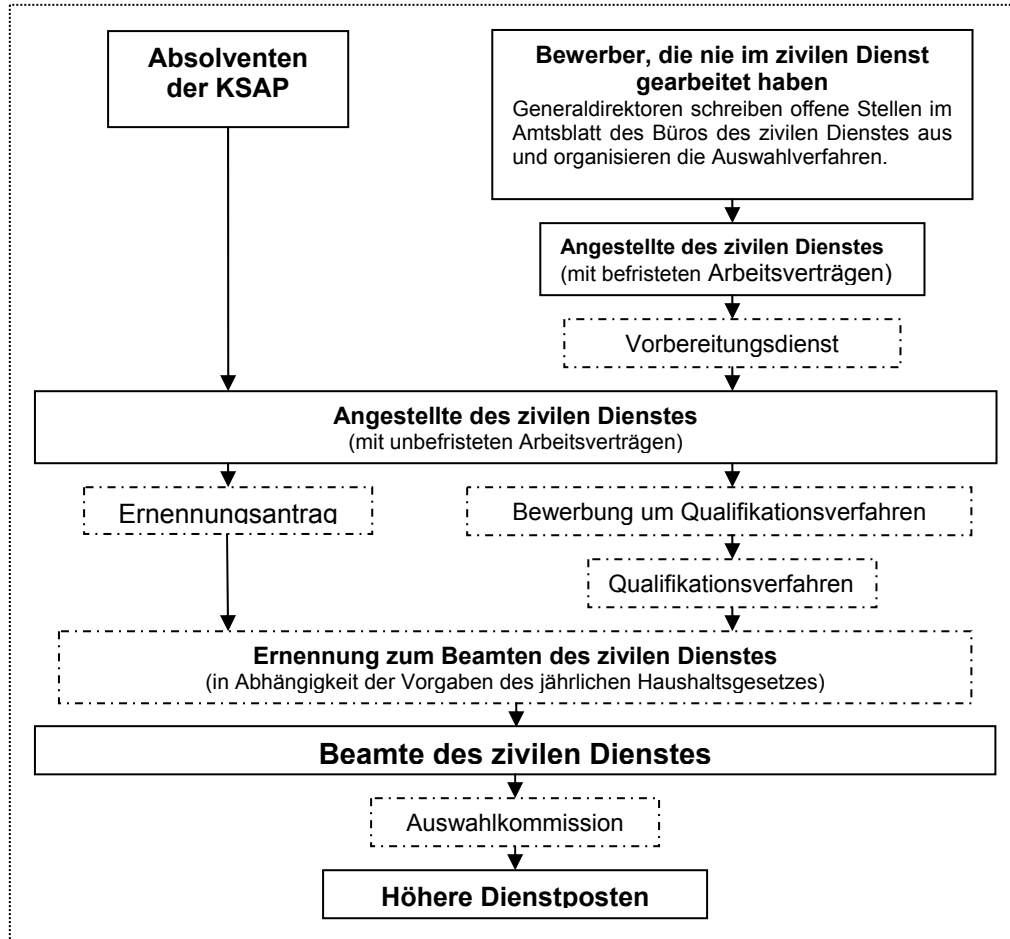 Absolventen
der KSAP
Bewerber, die nie im zivilen Dienst
gearbeitet haben
Generaldirektoren schreiben offene Stellen im
Amtsblatt des Büros des zivilen Dienstes aus
und organisieren die Auswahlverfahren.
Angestellte des zivilen Dienstes
(mit befristeten Arbeitsverträgen)
Vorbereitungsdienst
Angestellte des zivilen Dienstes
(mit unbefristeten Arbeitsverträgen)
Ernennungsantrag
Bewerbung um Qualifikationsverfahren
Qualifikationsverfahren
Ernennung zum Beamten des zivilen Dienstes
(in Abhängigkeit der Vorgaben des jährlichen Haushaltsgesetzes)
Beamte des zivilen Dienstes
Auswahlkommission
Höhere Dienstposten